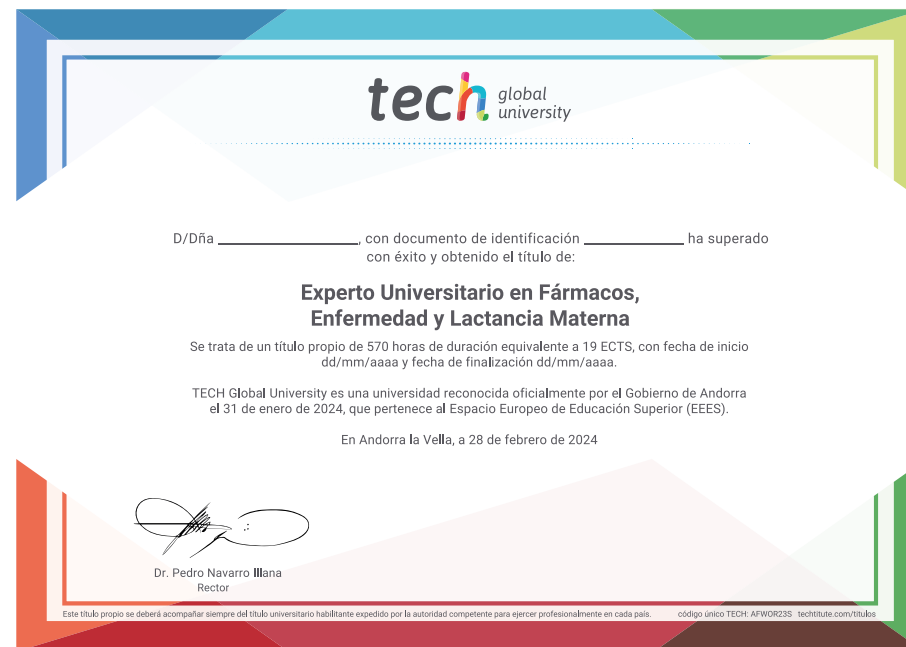 tech global university
D/Dña ______________, con documento de identificación __________ ha superado
con éxito y obtenido el título de:
Experto Universitario en Fármacos,
Enfermedad y Lactancia Materna
Se trata de un título propio de 570 horas de duración equivalente a 19 ECTS, con fecha de inicio
dd/mm/aaaa y fecha de finalización dd/mm/aaaa.
TECH Global University es una universidad reconocida oficialmente por el Gobierno de Andorra
el 31 de enero de 2024, que pertenece al Espacio Europeo de Educación Superior (EEES).
En Andorra la Vella, a 28 de febrero de 2024
Dr. Pedro Navarro Illana
Rector
Este título propio se deberá acompañar siempre del título universitario habilitante expedido por la autoridad competente para ejercer profesionalmente en cada país. código único TECH: AFWOR23S techtitute.com/titulos